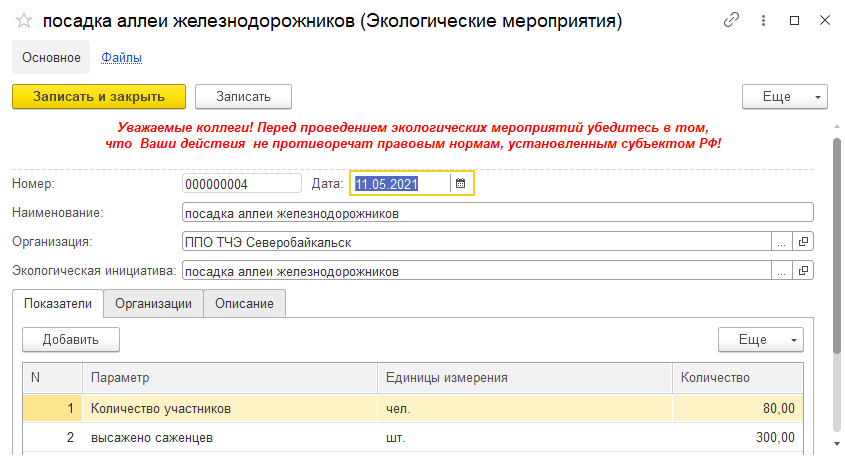 посадка аллеи железнодорожников (Экологические мероприятия)
Основное Файлы
Записать и закрыть Записать Еще
Уважаемые коллеги! Перед проведением экологических мероприятий убедитесь в том,
что Ваши действия не противоречат правовым нормам, установленным субъектом РФ!
Номер: 000000004 Дата: 11.05.2021
Наименование: посадка аллеи железнодорожников
Организация: ППО ТЧЭ Северобайкальск ...
Экологическая инициатива: посадка аллеи железнодорожников ...
Показатели Организации Описание
Добавить Еще
N Параметр Единицы измерения Количество
1 Количество участников чел. 80,00
2 высажено саженцев шт. 300,00